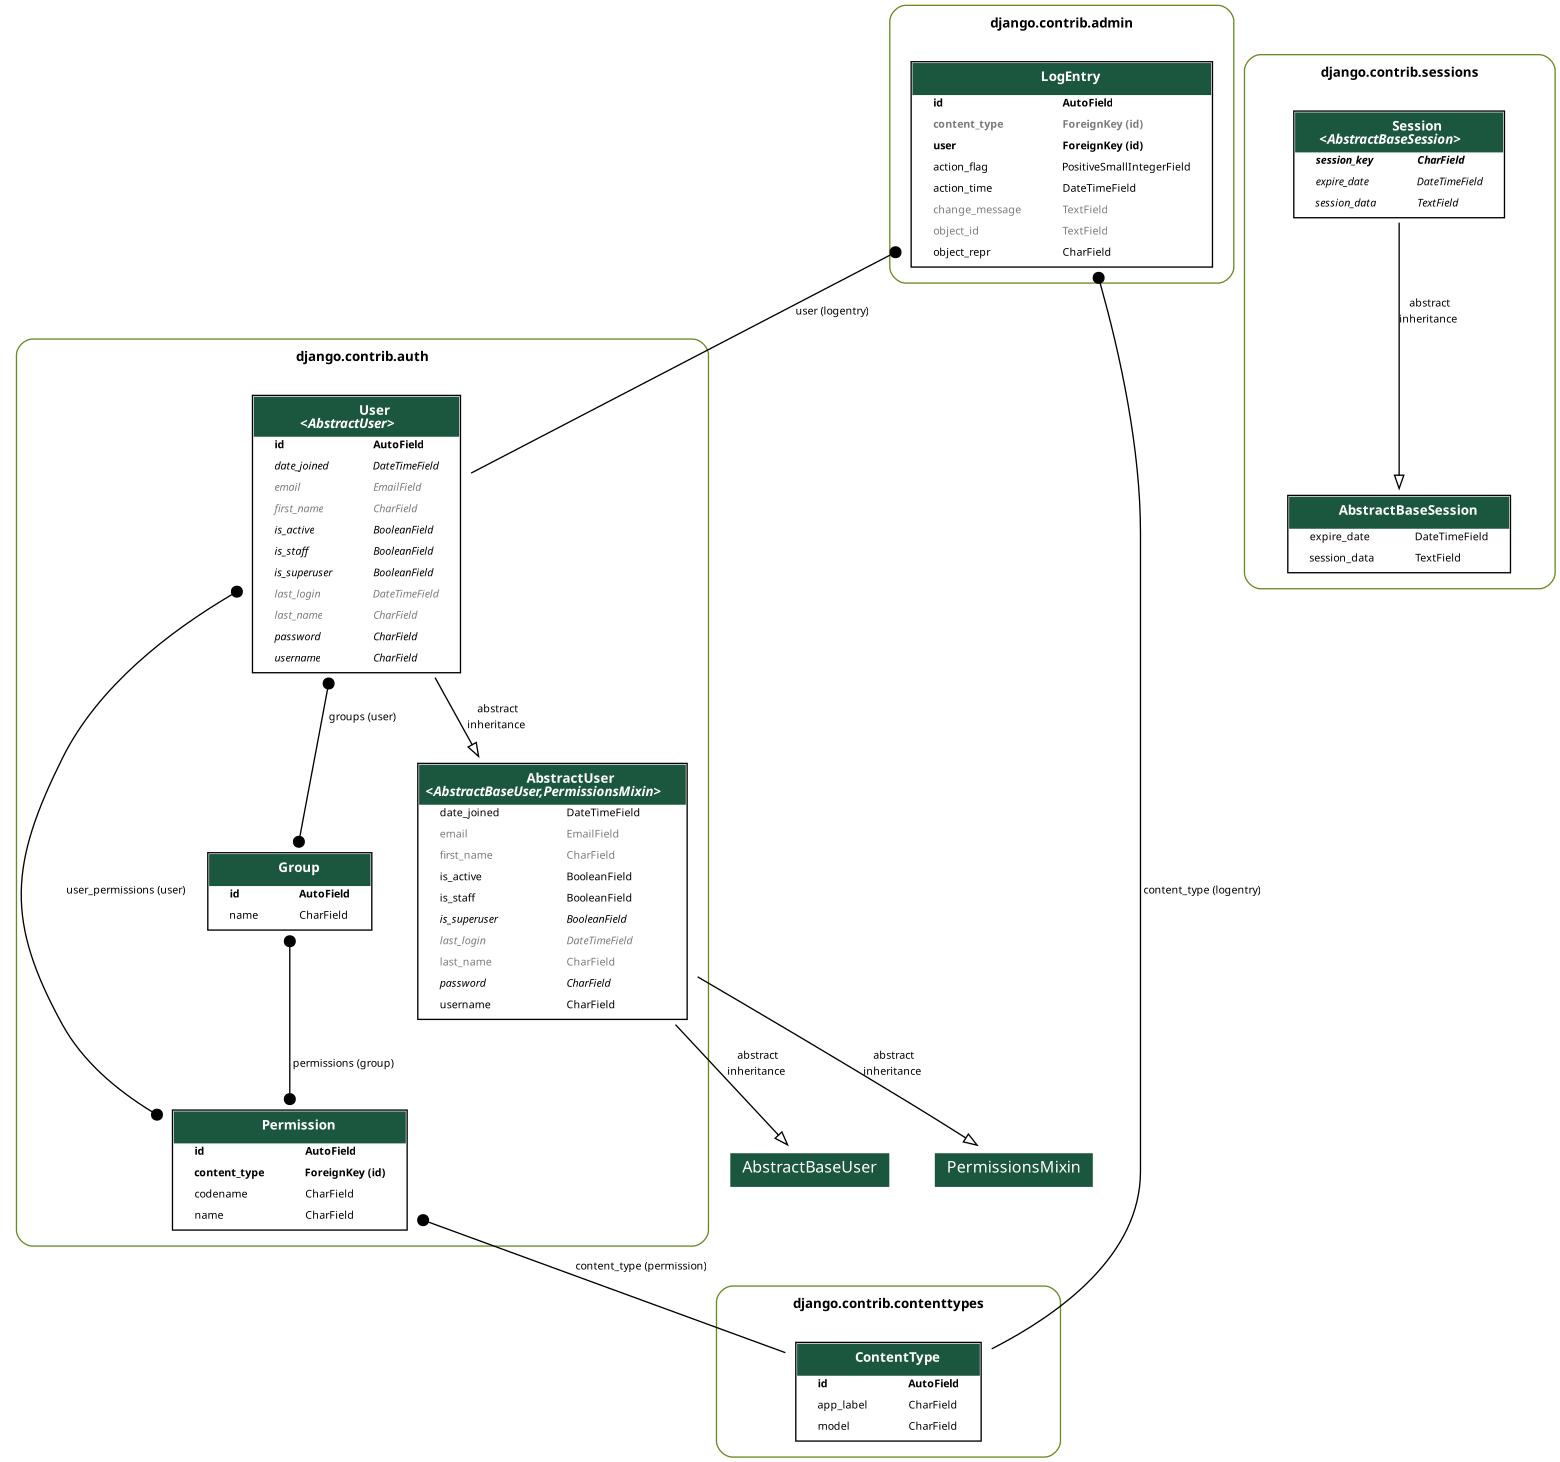 django.contrib.admin
LogEntry
id AutoField
content_type ForeignKey (id)
user ForeignKey (id)
action_flag PositiveSmallIntegerField
action_time DateTimeField
change_message TextField
object_id TextField
object_repr CharField
django.contrib.sessions
Session
<AbstractBaseSession>
session_key CharField
expire_date DateTimeField
session_data TextField
abstract
inheritance
AbstractBaseSession
expire_date DateTimeField
session_data TextField
user (logentry)
django.contrib.auth
User
<AbstractUser>
id AutoField
date_joined DateTimeField
email EmailField
first_name CharField
is_active BooleanField
is_staff BooleanField
is_superuser BooleanField
last_login DateTimeField
last_name CharField
password CharField
username CharField
groups (user)
abstract
inheritance
AbstractUser
<AbstractBaseUser,PermissionsMixin>
date_joined DateTimeField
email EmailField
first_name CharField
is_active BooleanField
is_staff BooleanField
is_superuser BooleanField
last_login DateTimeField
last_name CharField
password CharField
username CharField
Group
id AutoField
name CharField
user_permissions (user)
content_type (logentry)
permissions (group)
abstract
inheritance
abstract
inheritance
Permission
id AutoField
content_type ForeignKey (id)
codename CharField
name CharField
AbstractBaseUser
PermissionsMixin
content_type (permission)
django.contrib.contenttypes
ContentType
id AutoField
app_label CharField
model CharField